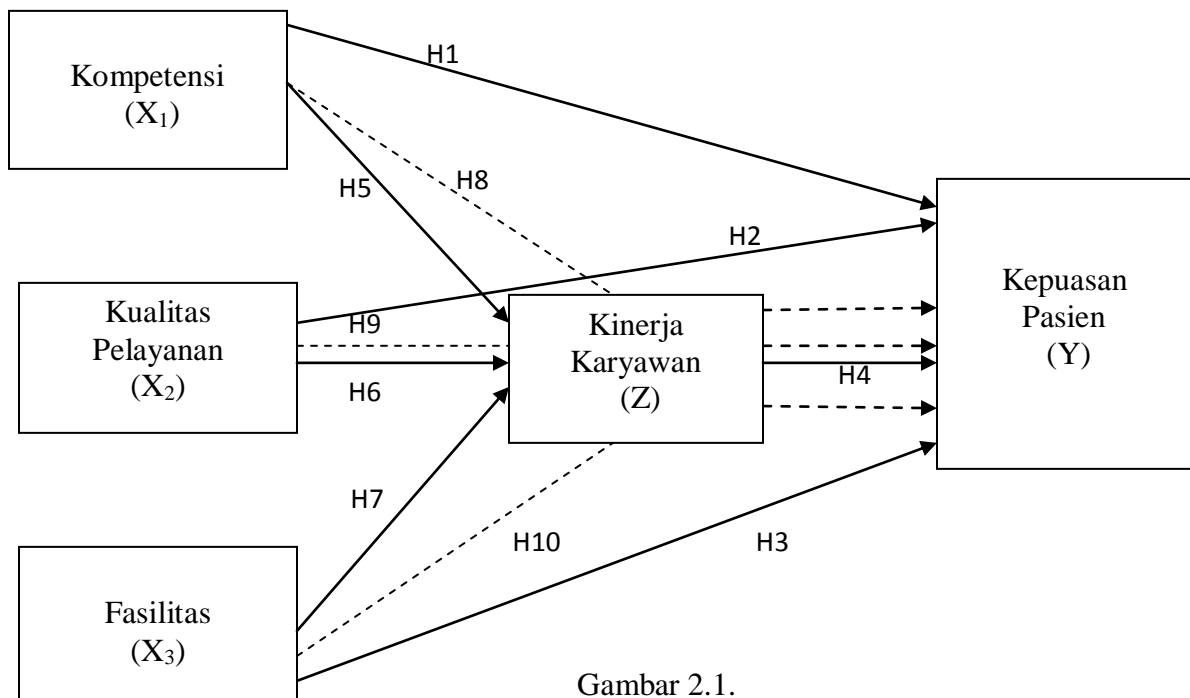 H1
Kompetensi
(X₁)
H8
H5
H2
Kualitas
Pelayanan
(X₂)
H9
H6
Kinerja
Karyawan
(Z)
H4
Kepuasan
Pasien
(Y)
H7
H10
H3
Fasilitas
(X₃)
Gambar 2.1.